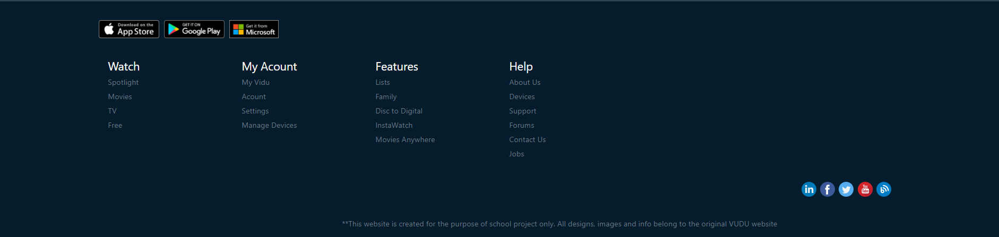 Download on the
App Store
GET IT ON
Google Play
Get it from
Microsoft
Watch
Spotlight
Movies
TV
Free
My Acount
My Vidu
Acount
Settings
Manage Devices
Features
Lists
Family
Disc to Digital
InstaWatch
Movies Anywhere
Help
About Us
Devices
Support
Forums
Contact Us
Jobs
in
f
You
Tube
**This website is created for the purpose of school project only. All designs, images and info belong to the original VUDU website